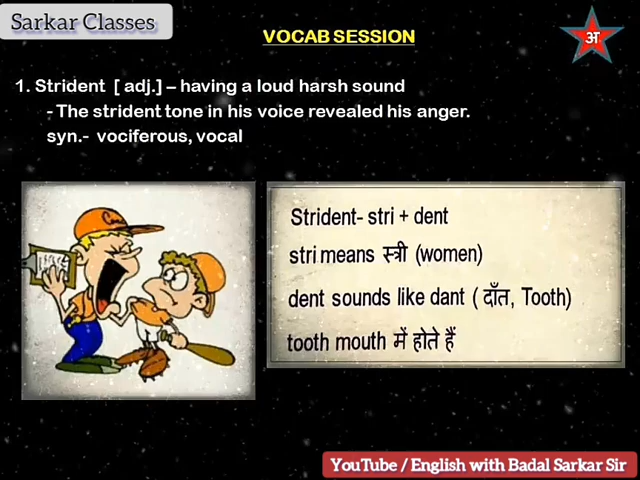 Sarkar Classes
VOCAB SESSION
अ
1. Strident [ adj.] – having a loud harsh sound
- The strident tone in his voice revealed his anger.
syn.- vociferous, vocal
Strident- stri + dent
stri means स्त्री (women)
dent sounds like dant ( दाँत, Tooth)
tooth mouth में होते हैं
YouTube / English with Badal Sarkar Sir